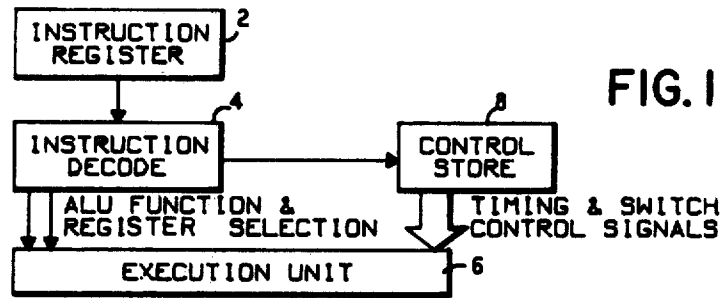 INSTRUCTION
REGISTER
2
FIG. 1
INSTRUCTION
DECODE
4
CONTROL
STORE
8
ALU FUNCTION &
REGISTER SELECTION
TIMING & SWITCH
CONTROL SIGNALS
EXECUTION UNIT
6